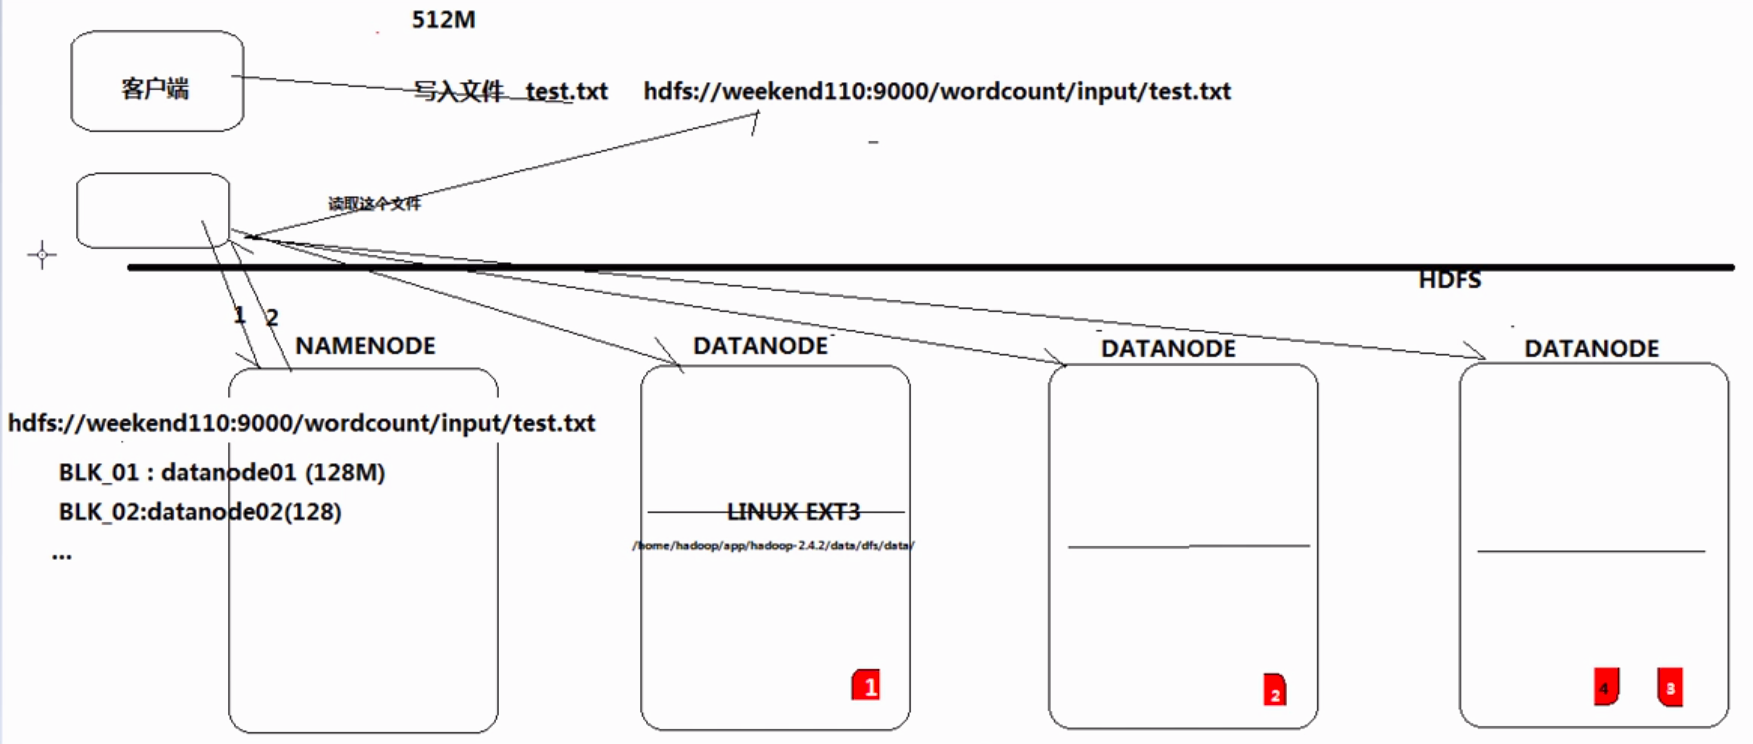 512M
客户端
写入文件 test.txt hdfs://weekend110:9000/wordcount/input/test.txt
读取这个文件
HDFS
1 2
NAMENODE DATANODE DATANODE DATANODE
hdfs://weekend110:9000/wordcount/input/test.txt
BLK_01 : datanode01 (128M)
BLK_02:datanode02(128)
...
LINUX EXT3
/home/hadoop/app/hadoop-2.4.2/data/dfs/data/
1 2 4 3